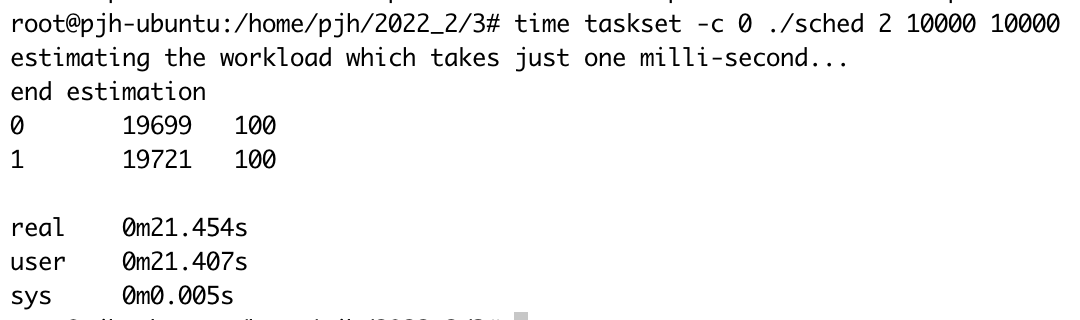 root@pjh-ubuntu:/home/pjh/2022_2/3# time taskset -c 0 ./sched 2 10000 10000
estimating the workload which takes just one milli-second...
end estimation
0 19699 100
1 19721 100
real 0m21.454s
user 0m21.407s
sys 0m0.005s